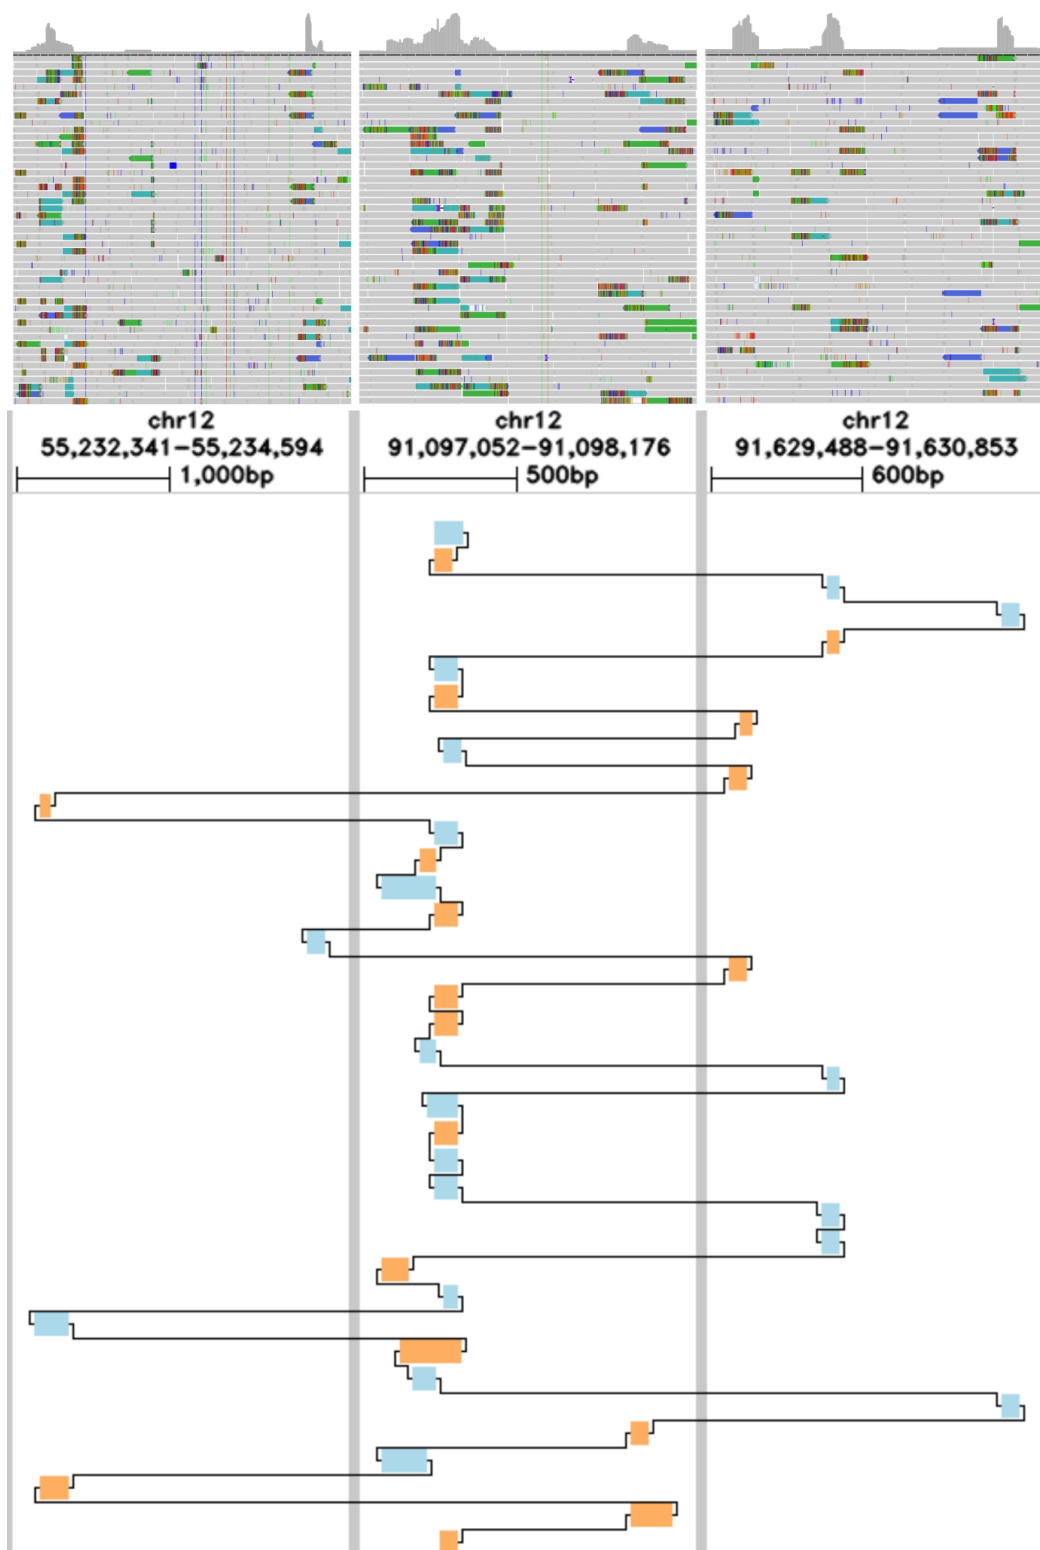 chr12
55,232,341–55,234,594
1,000bp
chr12
91,097,052–91,098,176
500bp
chr12
91,629,488–91,630,853
600bp